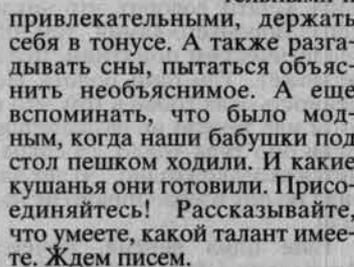 привлекательными, держать
себя в тонусе. А также разга-
дывать сны, пытаться объяс-
нить необъяснимое. А еще
вспоминать, что было мод-
ным, когда наши бабушки под
стол пешком ходили. И какие
кушанья они готовили. Присо-
единяйтесь! Рассказывайте,
что умеете, какой талант имее-
те. Ждем писем.